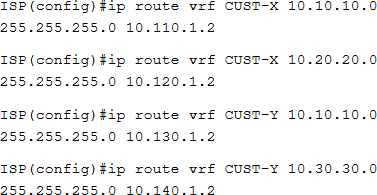 ISP(config)#ip route vrf CUST-X 10.10.10.0
255.255.255.0 10.110.1.2
ISP(config)#ip route vrf CUST-X 10.20.20.0
255.255.255.0 10.120.1.2
ISP(config)#ip route vrf CUST-Y 10.10.10.0
255.255.255.0 10.130.1.2
ISP(config)#ip route vrf CUST-Y 10.30.30.0
255.255.255.0 10.140.1.2